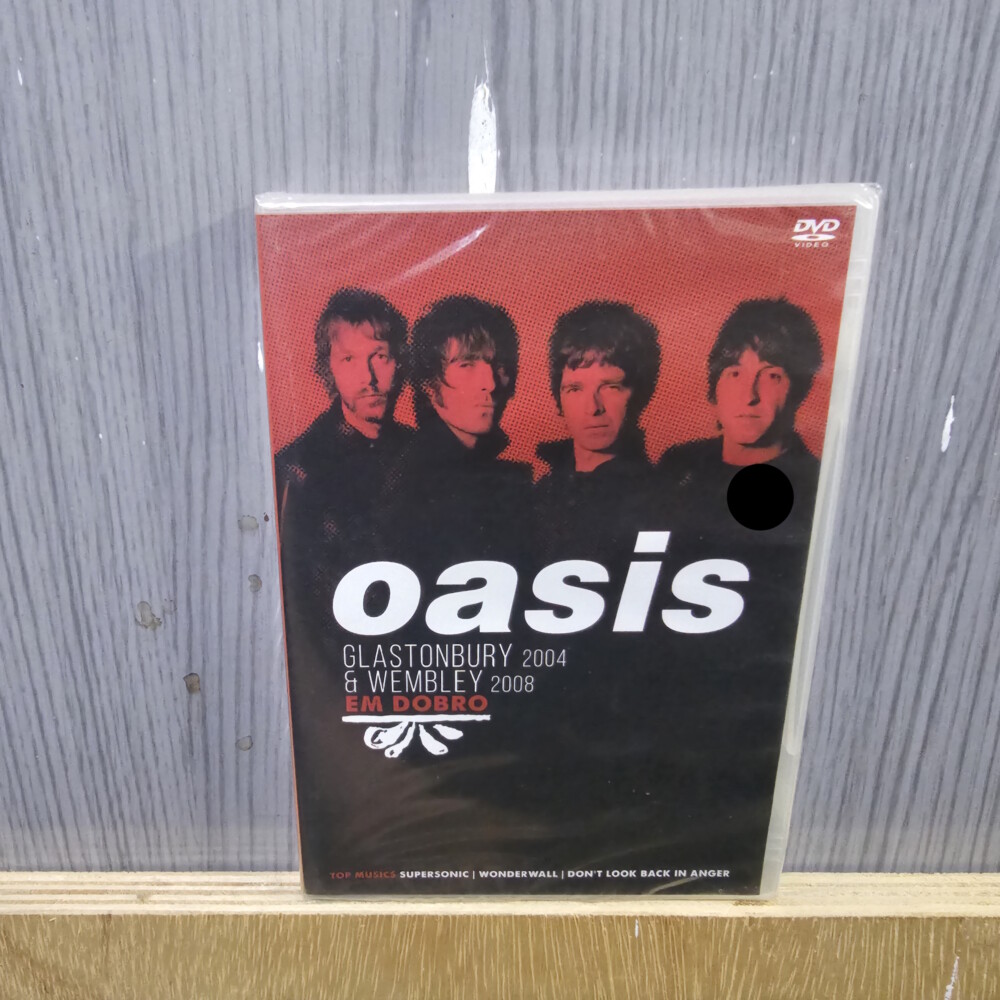 DVD
VIDEO
oasis
GLASTONBURY 2004
& WEMBLEY 2008
EM DOBRO
TOP MUSICS SUPERSONIC | WONDERWALL | DON'T LOOK BACK IN ANGER